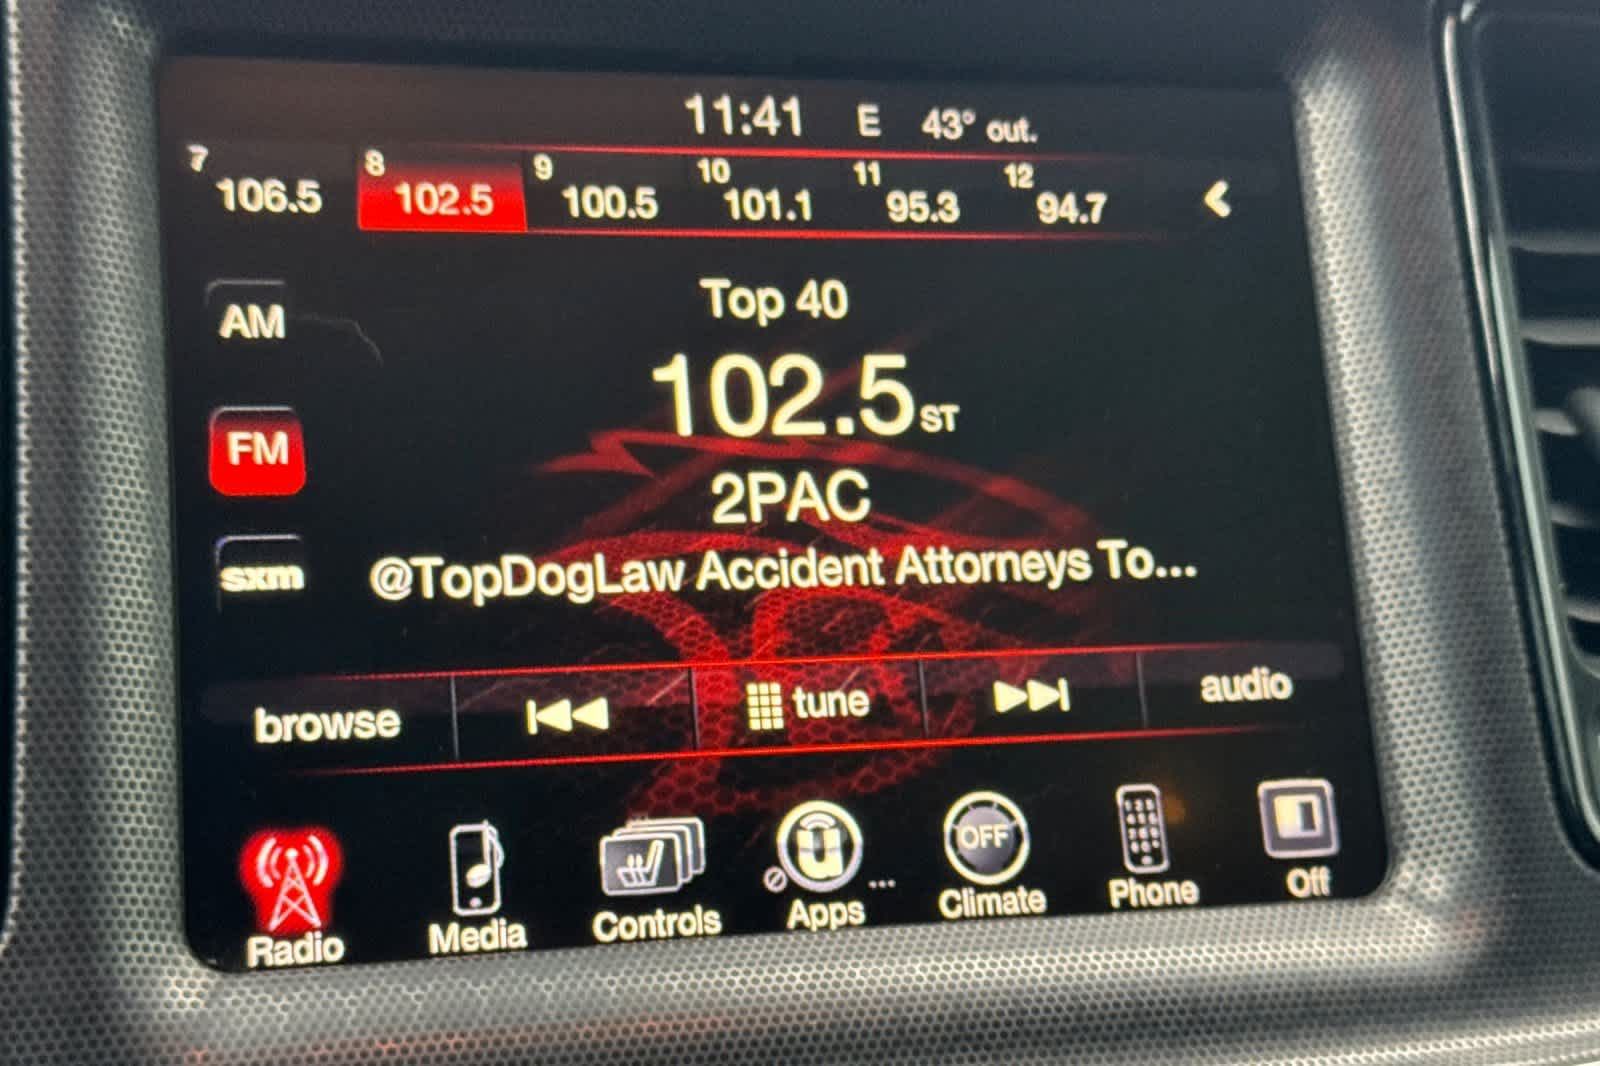 11:41 E 43° out.
7 8 9 10 11 12
106.5 102.5 100.5 101.1 95.3 94.7
Top 40
AM
102.5 ST
FM
2PAC
sxm
@TopDogLaw Accident Attorneys To...
browse tune audio
OFF
Radio Media Controls Apps ... Climate Phone Off